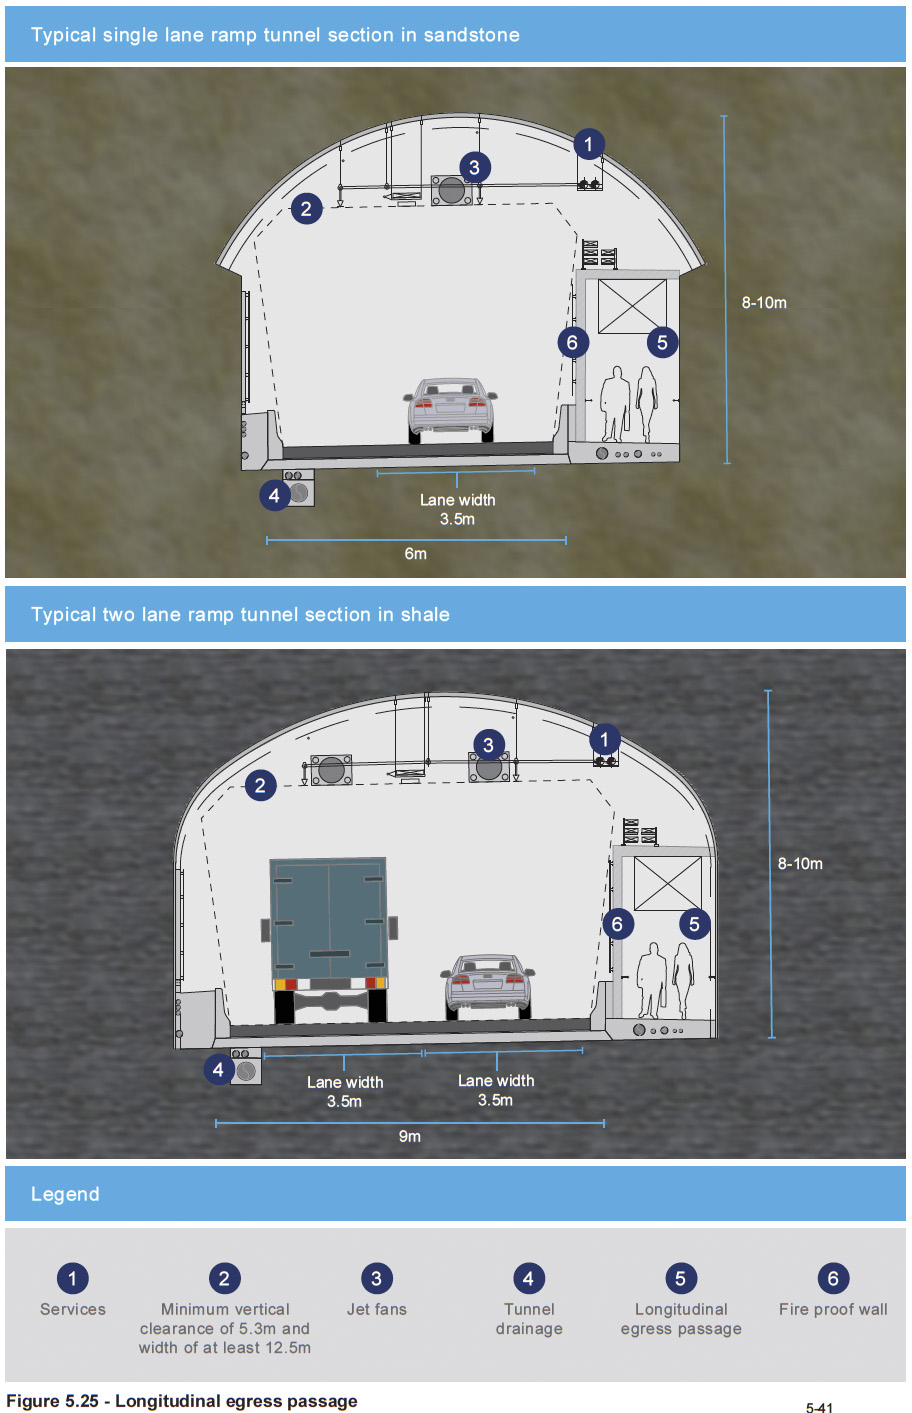 Typical single lane ramp tunnel section in sandstone
1
3
2
8-10m
6
5
4
Lane width
3.5m
6m
Typical two lane ramp tunnel section in shale
1
3
2
8-10m
6
5
4
Lane width
3.5m
Lane width
3.5m
9m
Legend
1
2
3
4
5
6
Services
Minimum vertical
clearance of 5.3m and
width of at least 12.5m
Jet fans
Tunnel
drainage
Longitudinal
egress passage
Fire proof wall
Figure 5.25 - Longitudinal egress passage
5-41